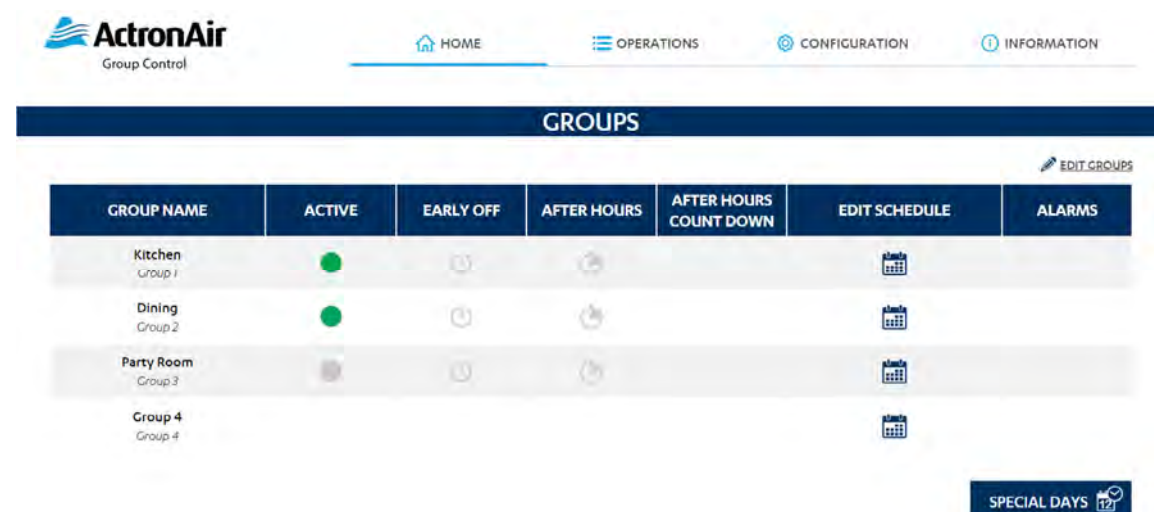 ActronAir
Group Control
HOME
OPERATIONS
CONFIGURATION
INFORMATION
GROUPS
EDIT GROUPS
GROUP NAME
ACTIVE
EARLY OFF
AFTER HOURS
AFTER HOURS
COUNT DOWN
EDIT SCHEDULE
ALARMS
Kitchen
Group 1
Dining
Group 2
Party Room
Group 3
Group 4
Group 4
SPECIAL DAYS
12